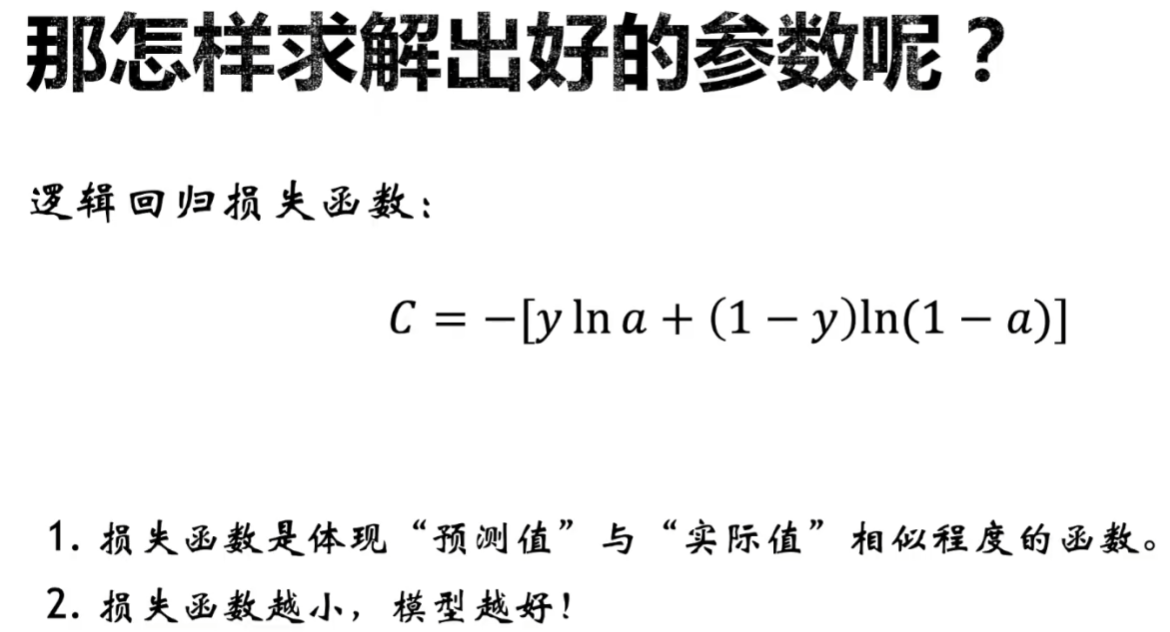 那怎样求解出好的参数呢？
逻辑回归损失函数：
C = −[y ln a + (1 − y)ln(1 − a)]
1. 损失函数是体现“预测值”与“实际值”相似程度的函数。
2. 损失函数越小，模型越好！